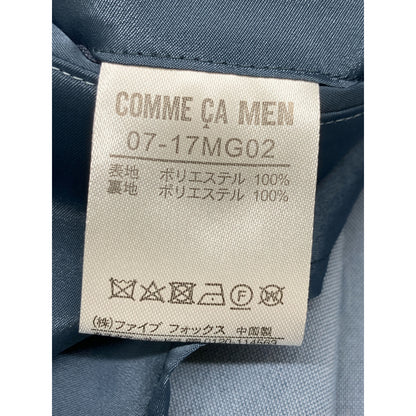 COMME ÇA MEN
07-17MG02
表地 ポリエステル 100%
裏地 ポリエステル 100%
(株)ファイブ フォックス 中国製